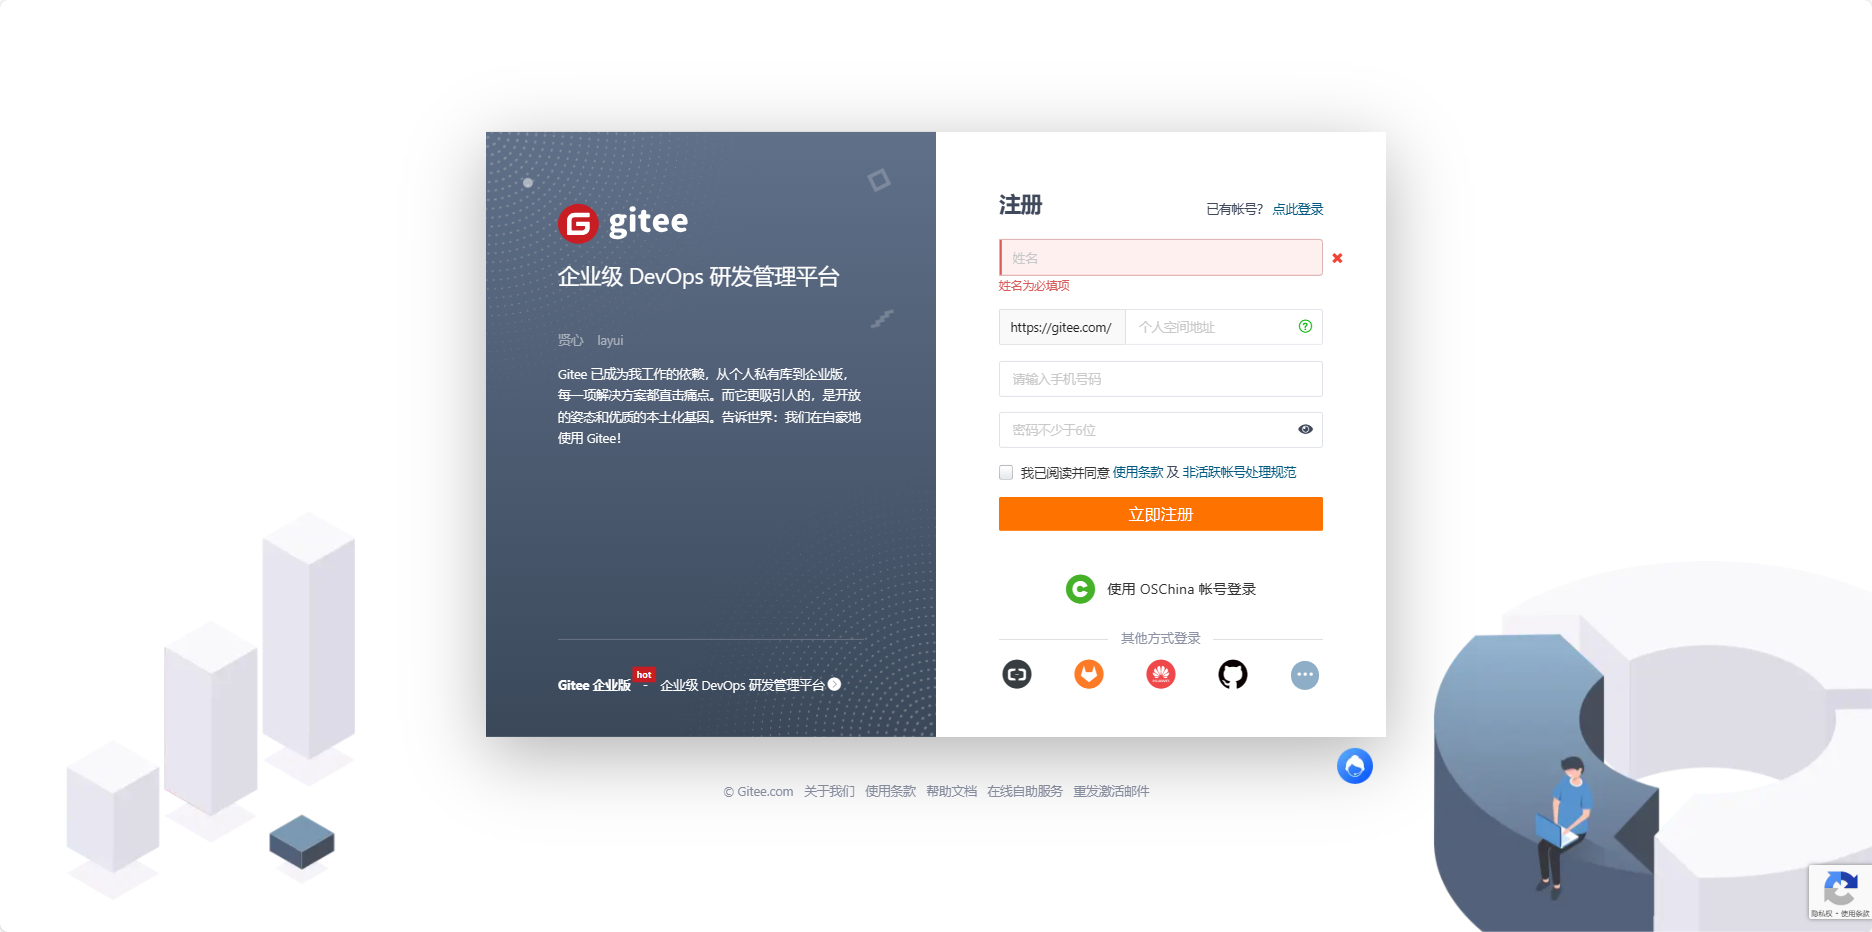 gitee
企业级 DevOps 研发管理平台
贤心 layui
Gitee 已成为我工作的依赖，从个人私有库到企业版，
每一项解决方案都直击痛点。而它更吸引人的，是开放
的姿态和优质的本土化基因。告诉世界：我们在自豪地
使用 Gitee！
Gitee 企业版 hot - 企业级 DevOps 研发管理平台
注册
已有帐号？ 点此登录
姓名
姓名为必填项
https://gitee.com/ 个人空间地址
请输入手机号码
密码不少于6位
我已阅读并同意 使用条款 及 非活跃帐号处理规范
立即注册
使用 OSChina 帐号登录
其他方式登录
HUAWEI
© Gitee.com 关于我们 使用条款 帮助文档 在线自助服务 重发激活邮件
隐私权 - 使用条款